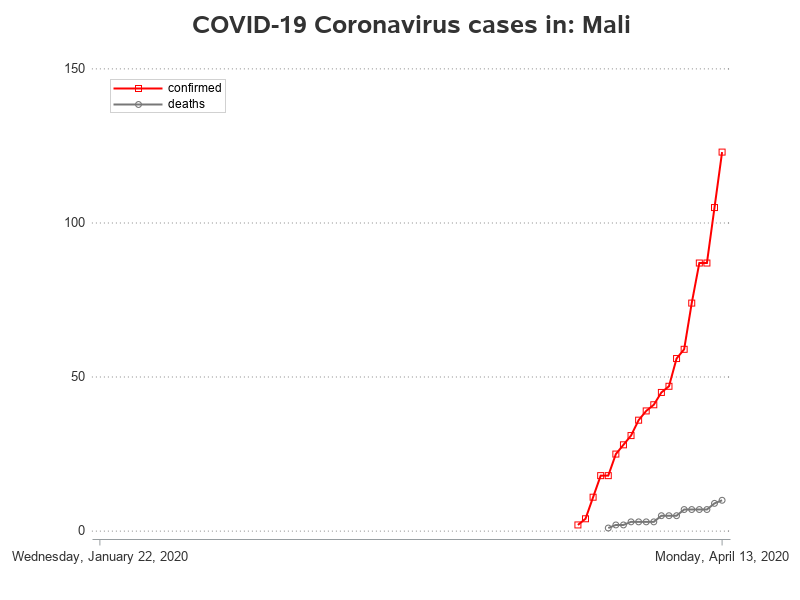 COVID-19 Coronavirus cases in: Mali
150
confirmed
deaths
100
50
0
Wednesday, January 22, 2020
Monday, April 13, 2020